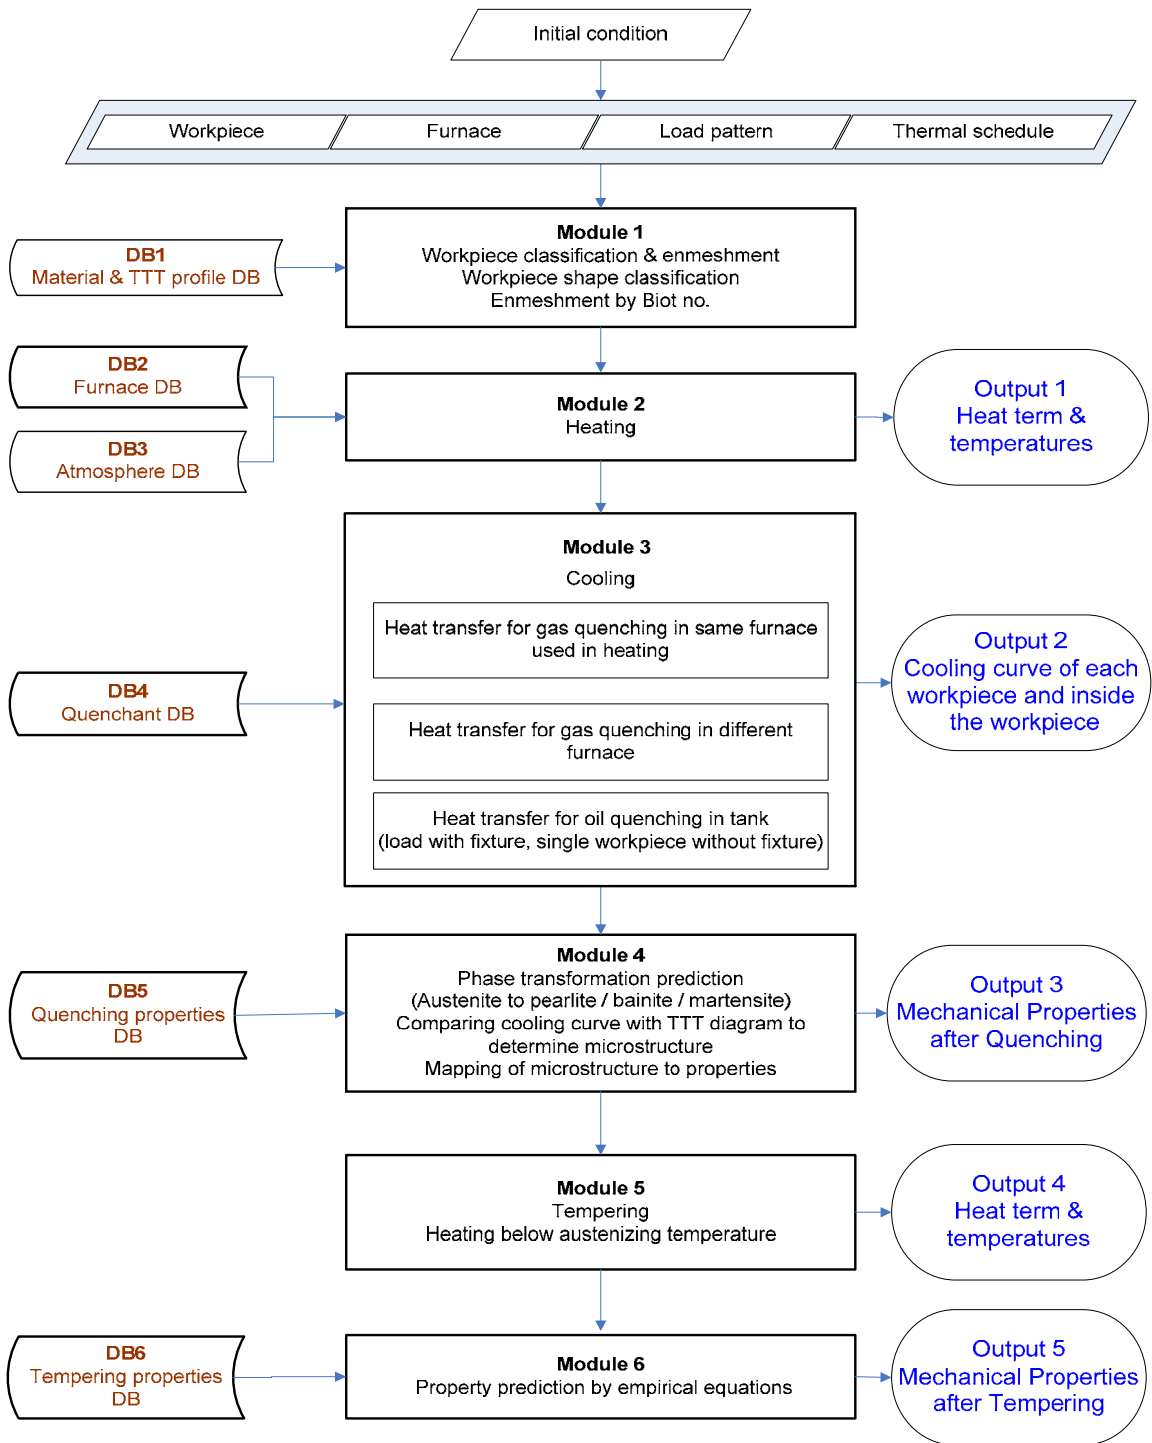 Initial condition
Workpiece
Furnace
Load pattern
Thermal schedule
DB1
Material & TTT profile DB
Module 1
Workpiece classification & enmeshment
Workpiece shape classification
Enmeshment by Biot no.
DB2
Furnace DB
DB3
Atmosphere DB
Module 2
Heating
Output 1
Heat term &
temperatures
Module 3
Cooling
Heat transfer for gas quenching in same furnace
used in heating
Heat transfer for gas quenching in different
furnace
Heat transfer for oil quenching in tank
(load with fixture, single workpiece without fixture)
DB4
Quenchant DB
Output 2
Cooling curve of each
workpiece and inside
the workpiece
DB5
Quenching properties
DB
Module 4
Phase transformation prediction
(Austenite to pearlite / bainite / martensite)
Comparing cooling curve with TTT diagram to
determine microstructure
Mapping of microstructure to properties
Output 3
Mechanical Properties
after Quenching
Module 5
Tempering
Heating below austenizing temperature
Output 4
Heat term &
temperatures
DB6
Tempering properties
DB
Module 6
Property prediction by empirical equations
Output 5
Mechanical Properties
after Tempering